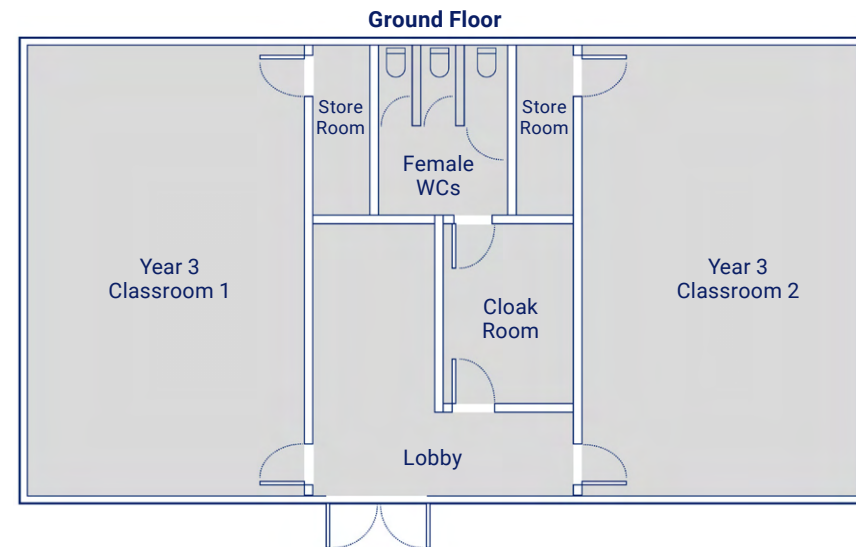 Ground Floor
Store
Room
Female
WCs
Store
Room
Year 3
Classroom 1
Cloak
Room
Year 3
Classroom 2
Lobby